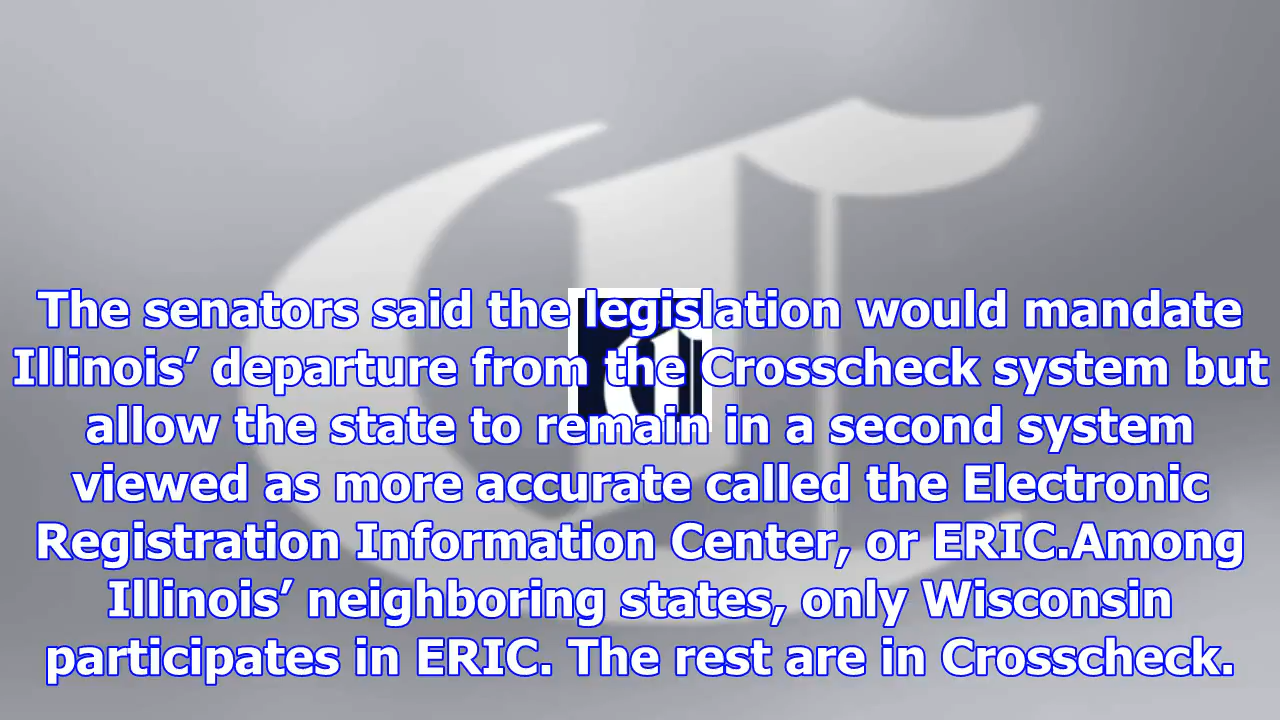 The senators said the legislation would mandate
Illinois’ departure from the Crosscheck system but
allow the state to remain in a second system
viewed as more accurate called the Electronic
Registration Information Center, or ERIC.Among
Illinois’ neighboring states, only Wisconsin
participates in ERIC. The rest are in Crosscheck.